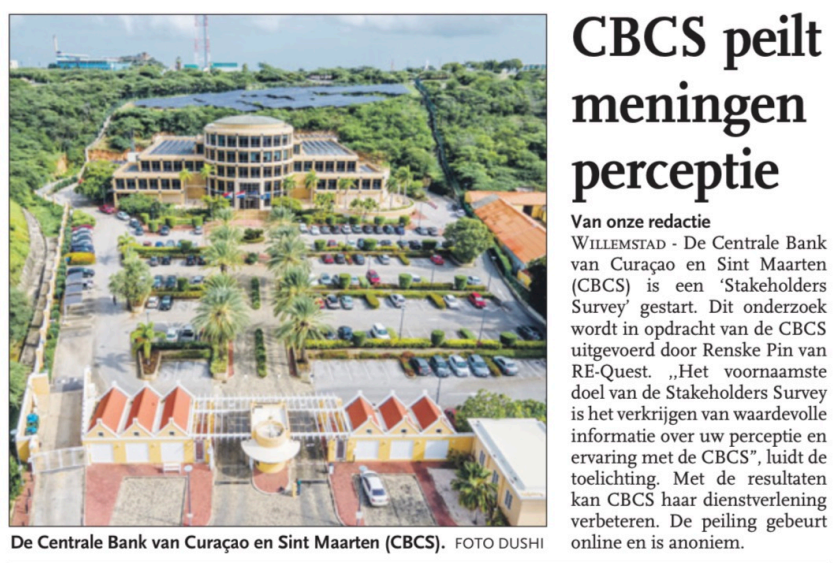 CBCS peilt
meningen
perceptie
Van onze redactie
WILLEMSTAD - De Centrale Bank
van Curaçao en Sint Maarten
(CBCS) is een ‘Stakeholders
Survey’ gestart. Dit onderzoek
wordt in opdracht van de CBCS
uitgevoerd door Renske Pin van
RE-Quest. ,,Het voornaamste
doel van de Stakeholders Survey
is het verkrijgen van waardevolle
informatie over uw perceptie en
ervaring met de CBCS”, luidt de
toelichting. Met de resultaten
kan CBCS haar dienstverlening
verbeteren. De peiling gebeurt
online en is anoniem.
De Centrale Bank van Curaçao en Sint Maarten (CBCS). FOTO DUSHI